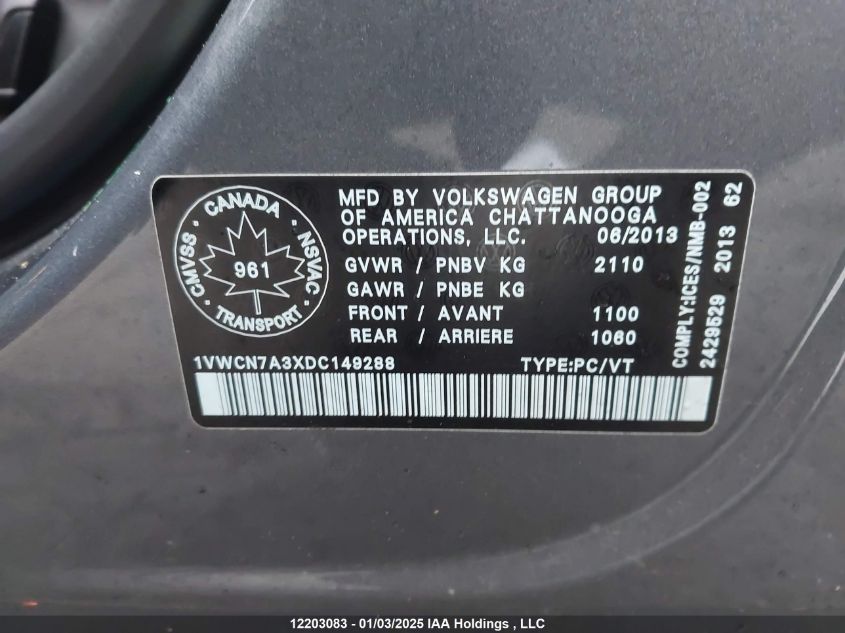 CMVSS CANADA NSVAC
961
TRANSPORT
MFD BY VOLKSWAGEN GROUP
OF AMERICA CHATTANOOGA
OPERATIONS, LLC. 06/2013
GVWR / PNBV KG 2110
GAWR / PNBE KG
FRONT / AVANT 1100
REAR / ARRIERE 1060
1VWCN7A3XDC149288 TYPE:PC/VT
COMPLY:ICES/NMB-002
2429529 2013 62
12203083 - 01/03/2025 IAA Holdings , LLC